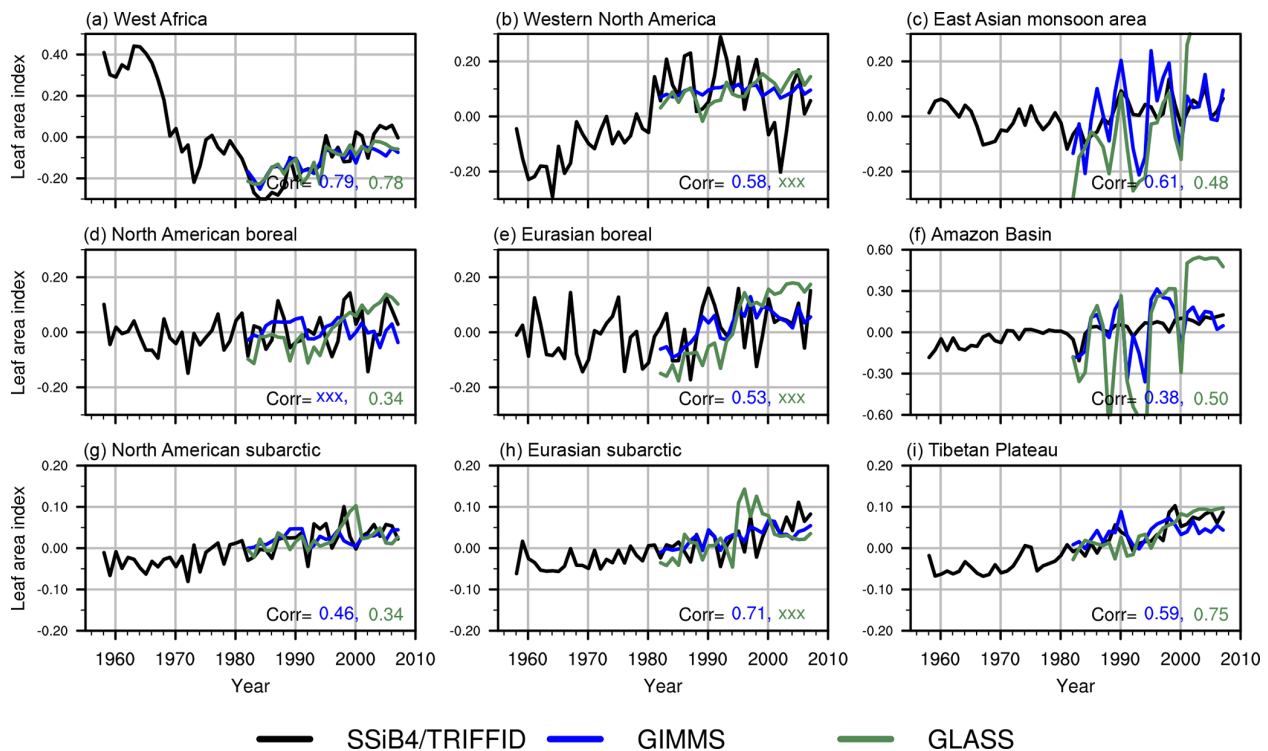 (a) West Africa
(b) Western North America
(c) East Asian monsoon area
Leaf area index
0.40
0.20
0.00
-0.20
Corr= 0.79, 0.78
0.20
0.00
-0.20
Corr= 0.58, xxx
0.20
0.00
-0.20
Corr= 0.61, 0.48
(d) North American boreal
(e) Eurasian boreal
(f) Amazon Basin
Leaf area index
0.20
0.00
-0.20
Corr= xxx, 0.34
0.20
0.00
-0.20
Corr= 0.53, xxx
0.60
0.30
0.00
-0.30
-0.60
Corr= 0.38, 0.50
(g) North American subarctic
(h) Eurasian subarctic
(i) Tibetan Plateau
Leaf area index
0.20
0.10
0.00
-0.10
-0.20
Corr= 0.46, 0.34
0.20
0.10
0.00
-0.10
-0.20
Corr= 0.71, xxx
0.20
0.10
0.00
-0.10
-0.20
Corr= 0.59, 0.75
1960 1970 1980 1990 2000 2010
1960 1970 1980 1990 2000 2010
1960 1970 1980 1990 2000 2010
Year
Year
Year
SSiB4/TRIFFID GIMMS GLASS